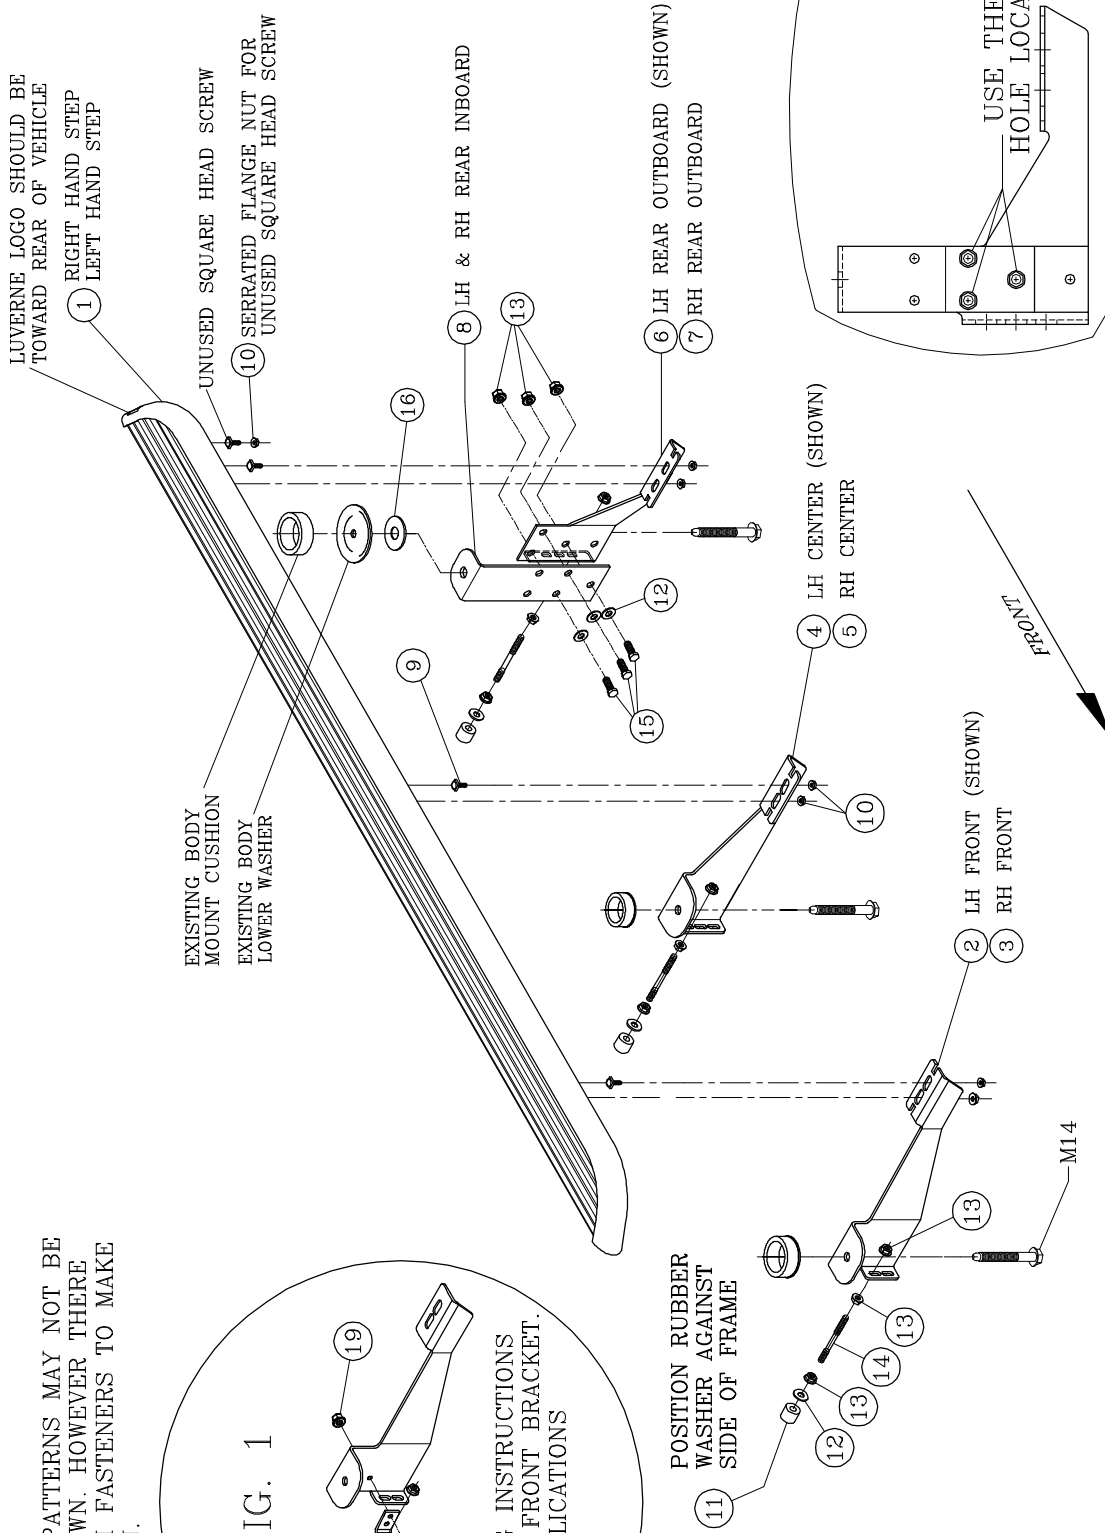 LUVERNE LOGO SHOULD BE
TOWARD REAR OF VEHICLE
1
RIGHT HAND STEP
LEFT HAND STEP
UNUSED SQUARE HEAD SCREW
10 SERRATED FLANGE NUT FOR
UNUSED SQUARE HEAD SCREW
16
8 LH & RH REAR INBOARD
13
6 LH REAR OUTBOARD (SHOWN)
7 RH REAR OUTBOARD
USE THE
HOLE LOCA
12
15
9
EXISTING BODY
MOUNT CUSHION
EXISTING BODY
LOWER WASHER
4 LH CENTER (SHOWN)
5 RH CENTER
10
FRONT
2 LH FRONT (SHOWN)
3 RH FRONT
M14
13
13
14
13
12
11
POSITION RUBBER
WASHER AGAINST
SIDE OF FRAME
PATTERNS MAY NOT BE
WN. HOWEVER THERE
FASTENERS TO MAKE
19
IG. 1
INSTRUCTIONS
FRONT BRACKET.
LICATIONS